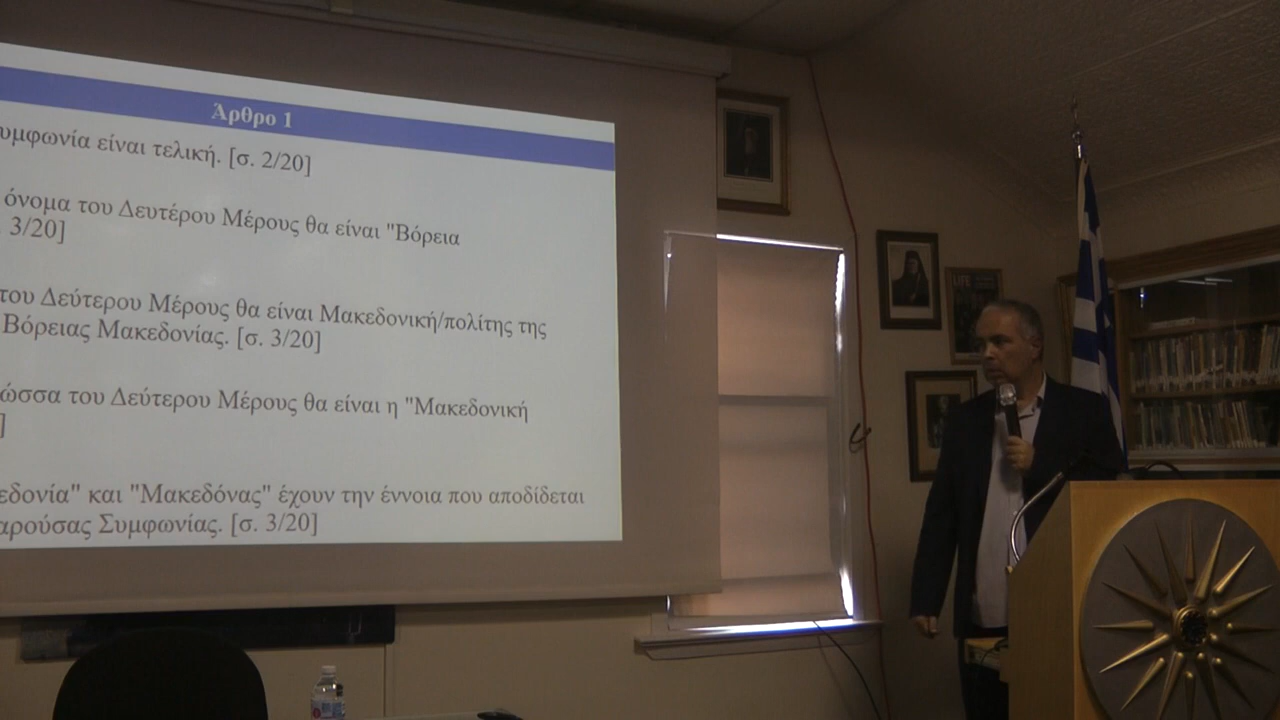 Άρθρο 1
υμφωνία είναι τελική. [σ. 2/20]
όνομα του Δευτέρου Μέρους θα είναι "Βόρεια
3/20]
του Δεύτερου Μέρους θα είναι Μακεδονική/πολίτης της
Βόρειας Μακεδονίας. [σ. 3/20]
ώσσα του Δεύτερου Μέρους θα είναι η "Μακεδονική
]
εδονία" και "Μακεδόνας" έχουν την έννοια που αποδίδεται
αρούσας Συμφωνίας. [σ. 3/20]
LIFE